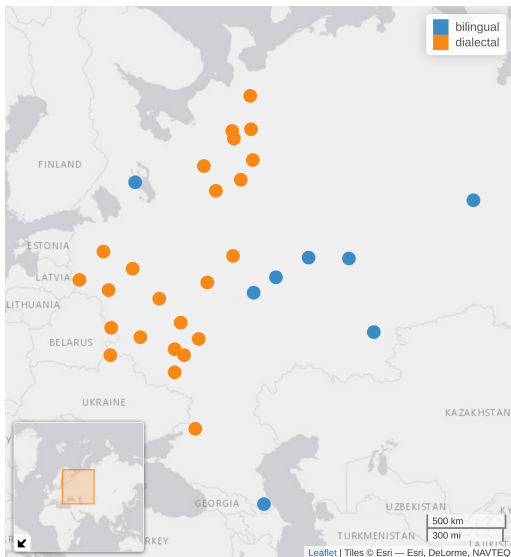 bilingual
dialectal
FINLAND
ESTONIA
LATVIA
LITHUANIA
BELARUS
UKRAINE
KAZAKHSTAN
GEORGIA
UZBEKISTAN
TURKMENISTAN
500 km
300 mi
Leaflet | Tiles © Esri — Esri, DeLorme, NAVTEQ